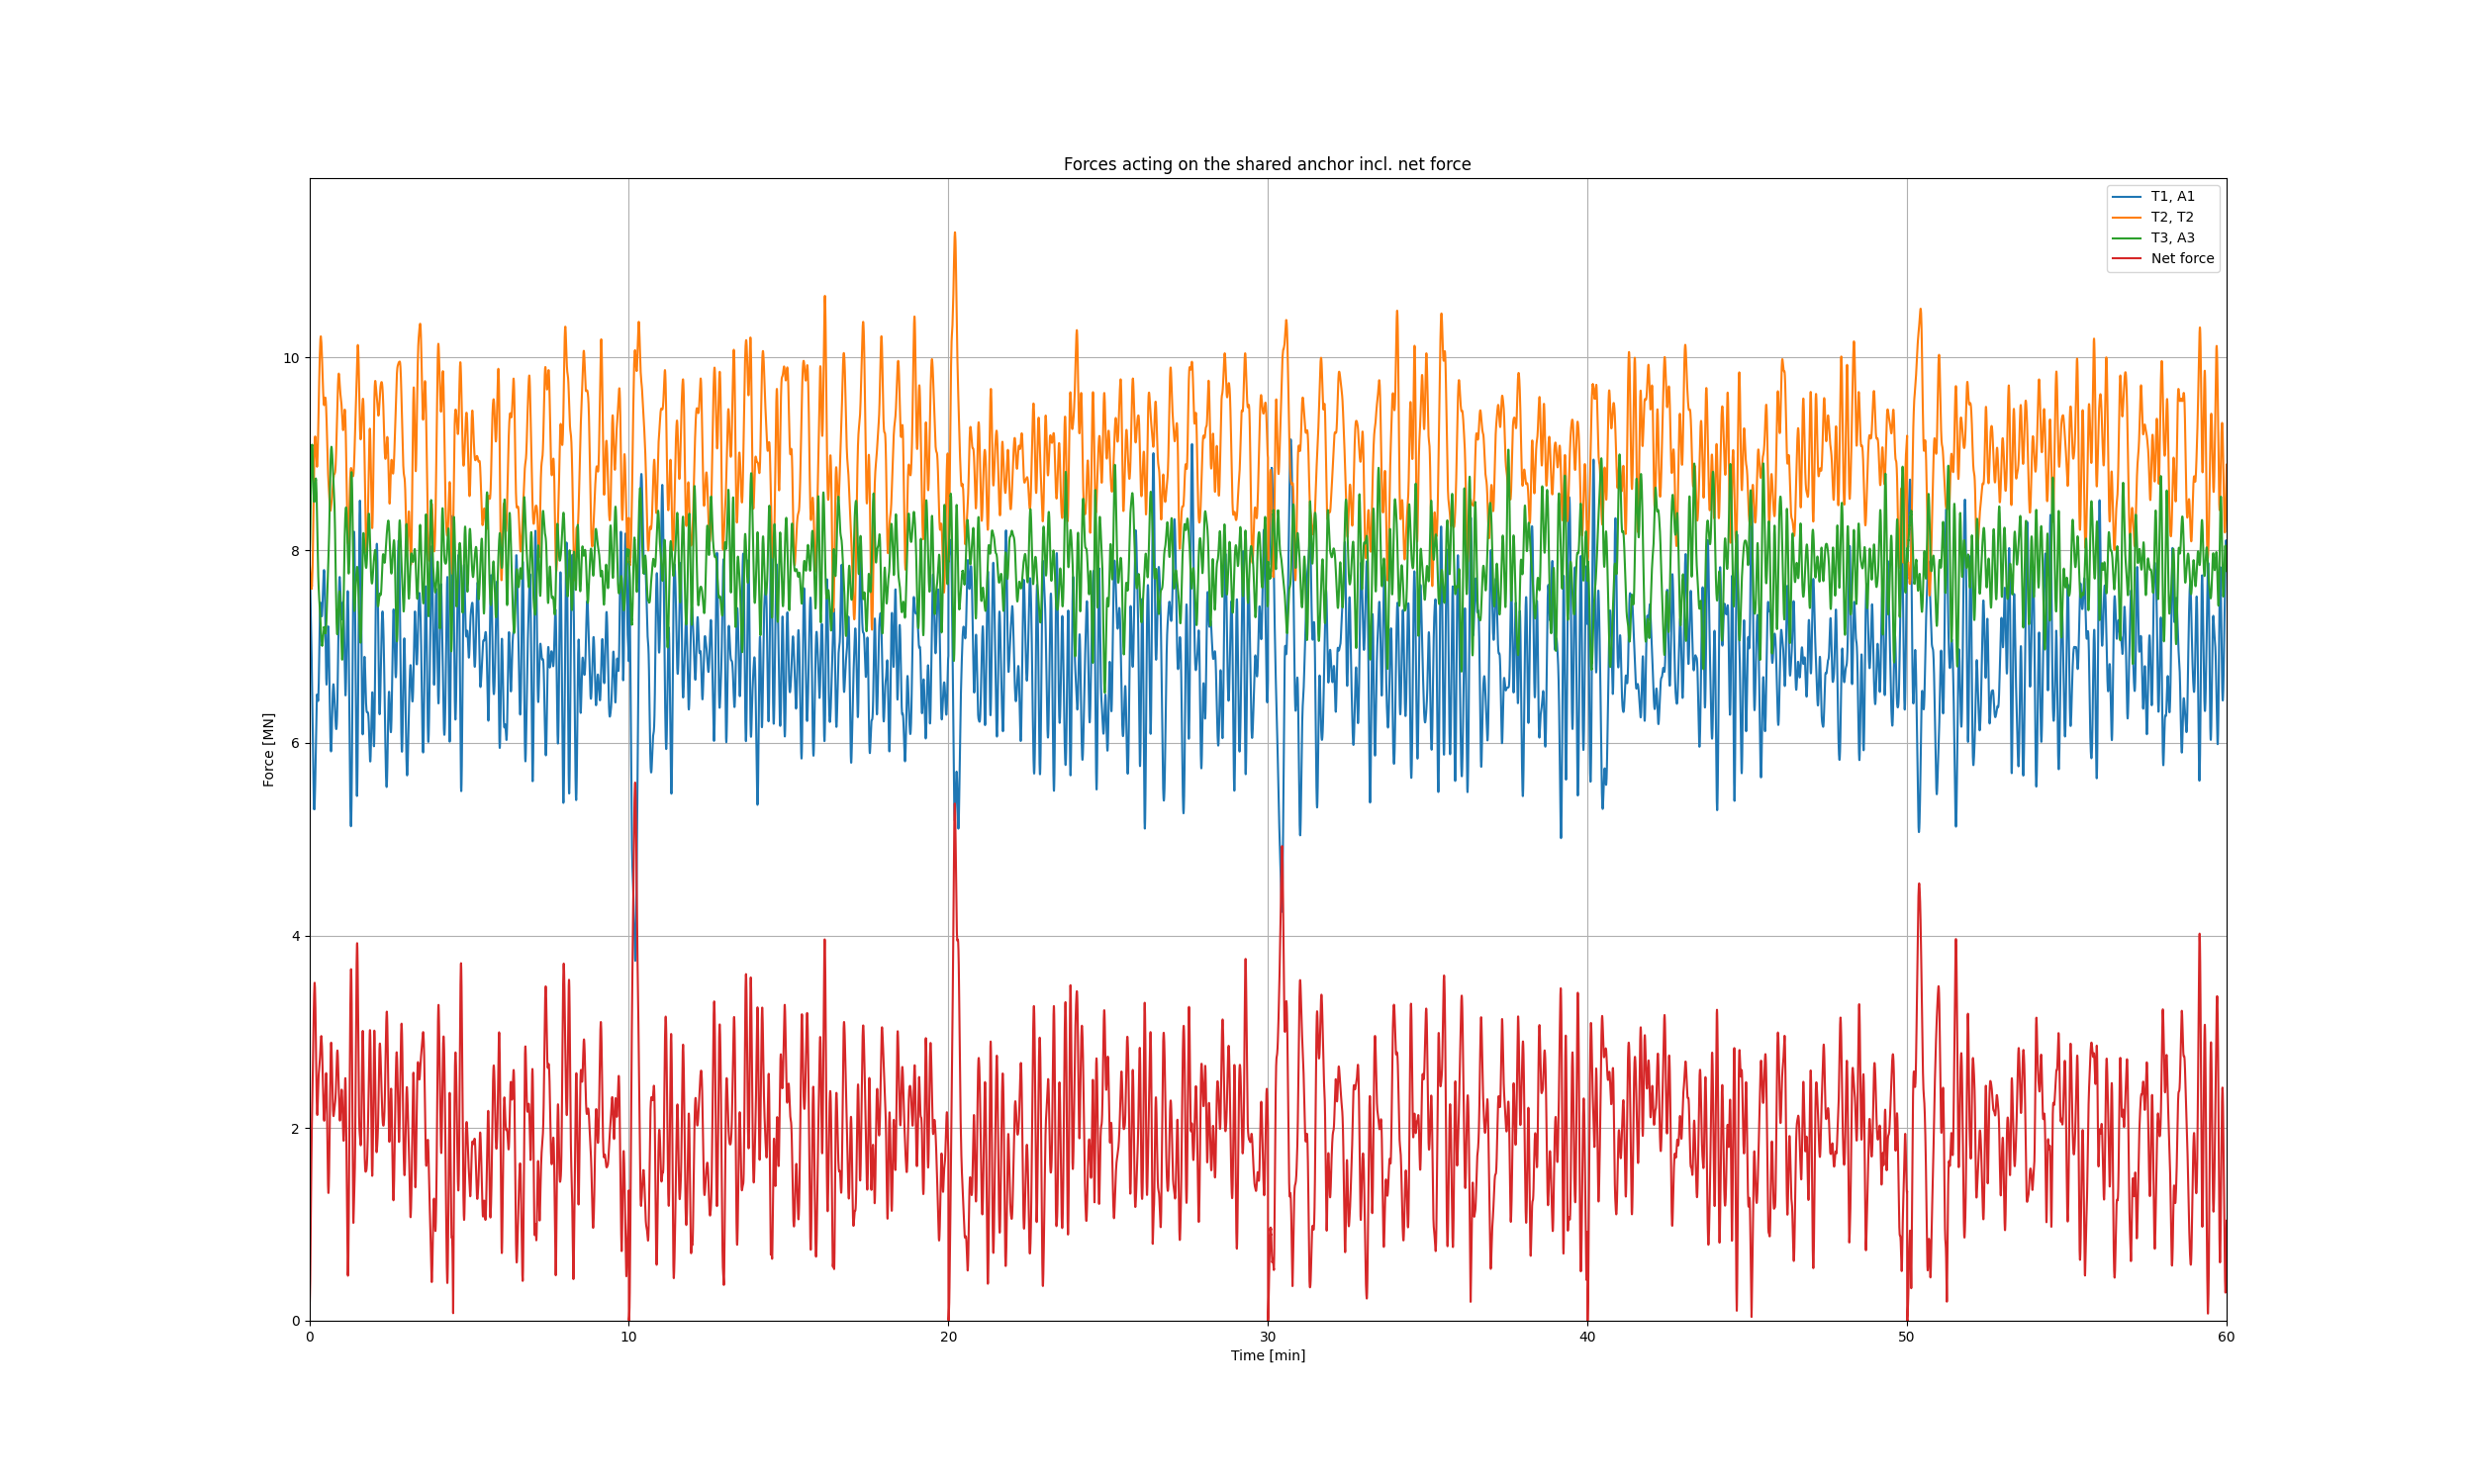 Forces acting on the shared anchor incl. net force
T1, A1
T2, T2
T3, A3
Net force
Force [MN]
10
8
6
4
2
0
0 10 20 30 40 50 60
Time [min]